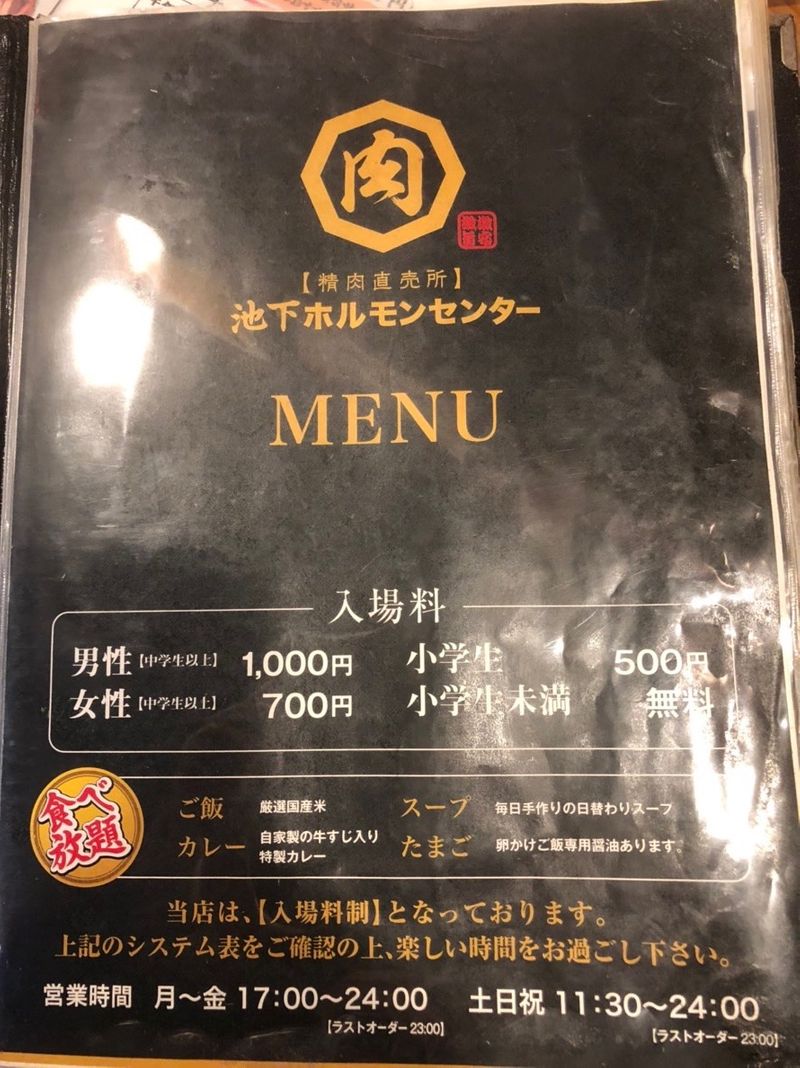 肉
【精肉直売所】
池下ホルモンセンター
MENU
入場料
男性【中学生以上】 1,000円 小学生 500円
女性【中学生以上】 700円 小学生未満 無料
食べ放題
ご飯 厳選国産米 スープ 毎日手作りの日替わりスープ
カレー 自家製の牛すじ入り特製カレー たまご 卵かけご飯専用醤油あります。
当店は、【入場料制】となっております。
上記のシステム表をご確認の上、楽しい時間をお過ごし下さい。
営業時間 月～金 17:00～24:00 土日祝 11:30～24:00
【ラストオーダー 23:00】 【ラストオーダー 23:00】